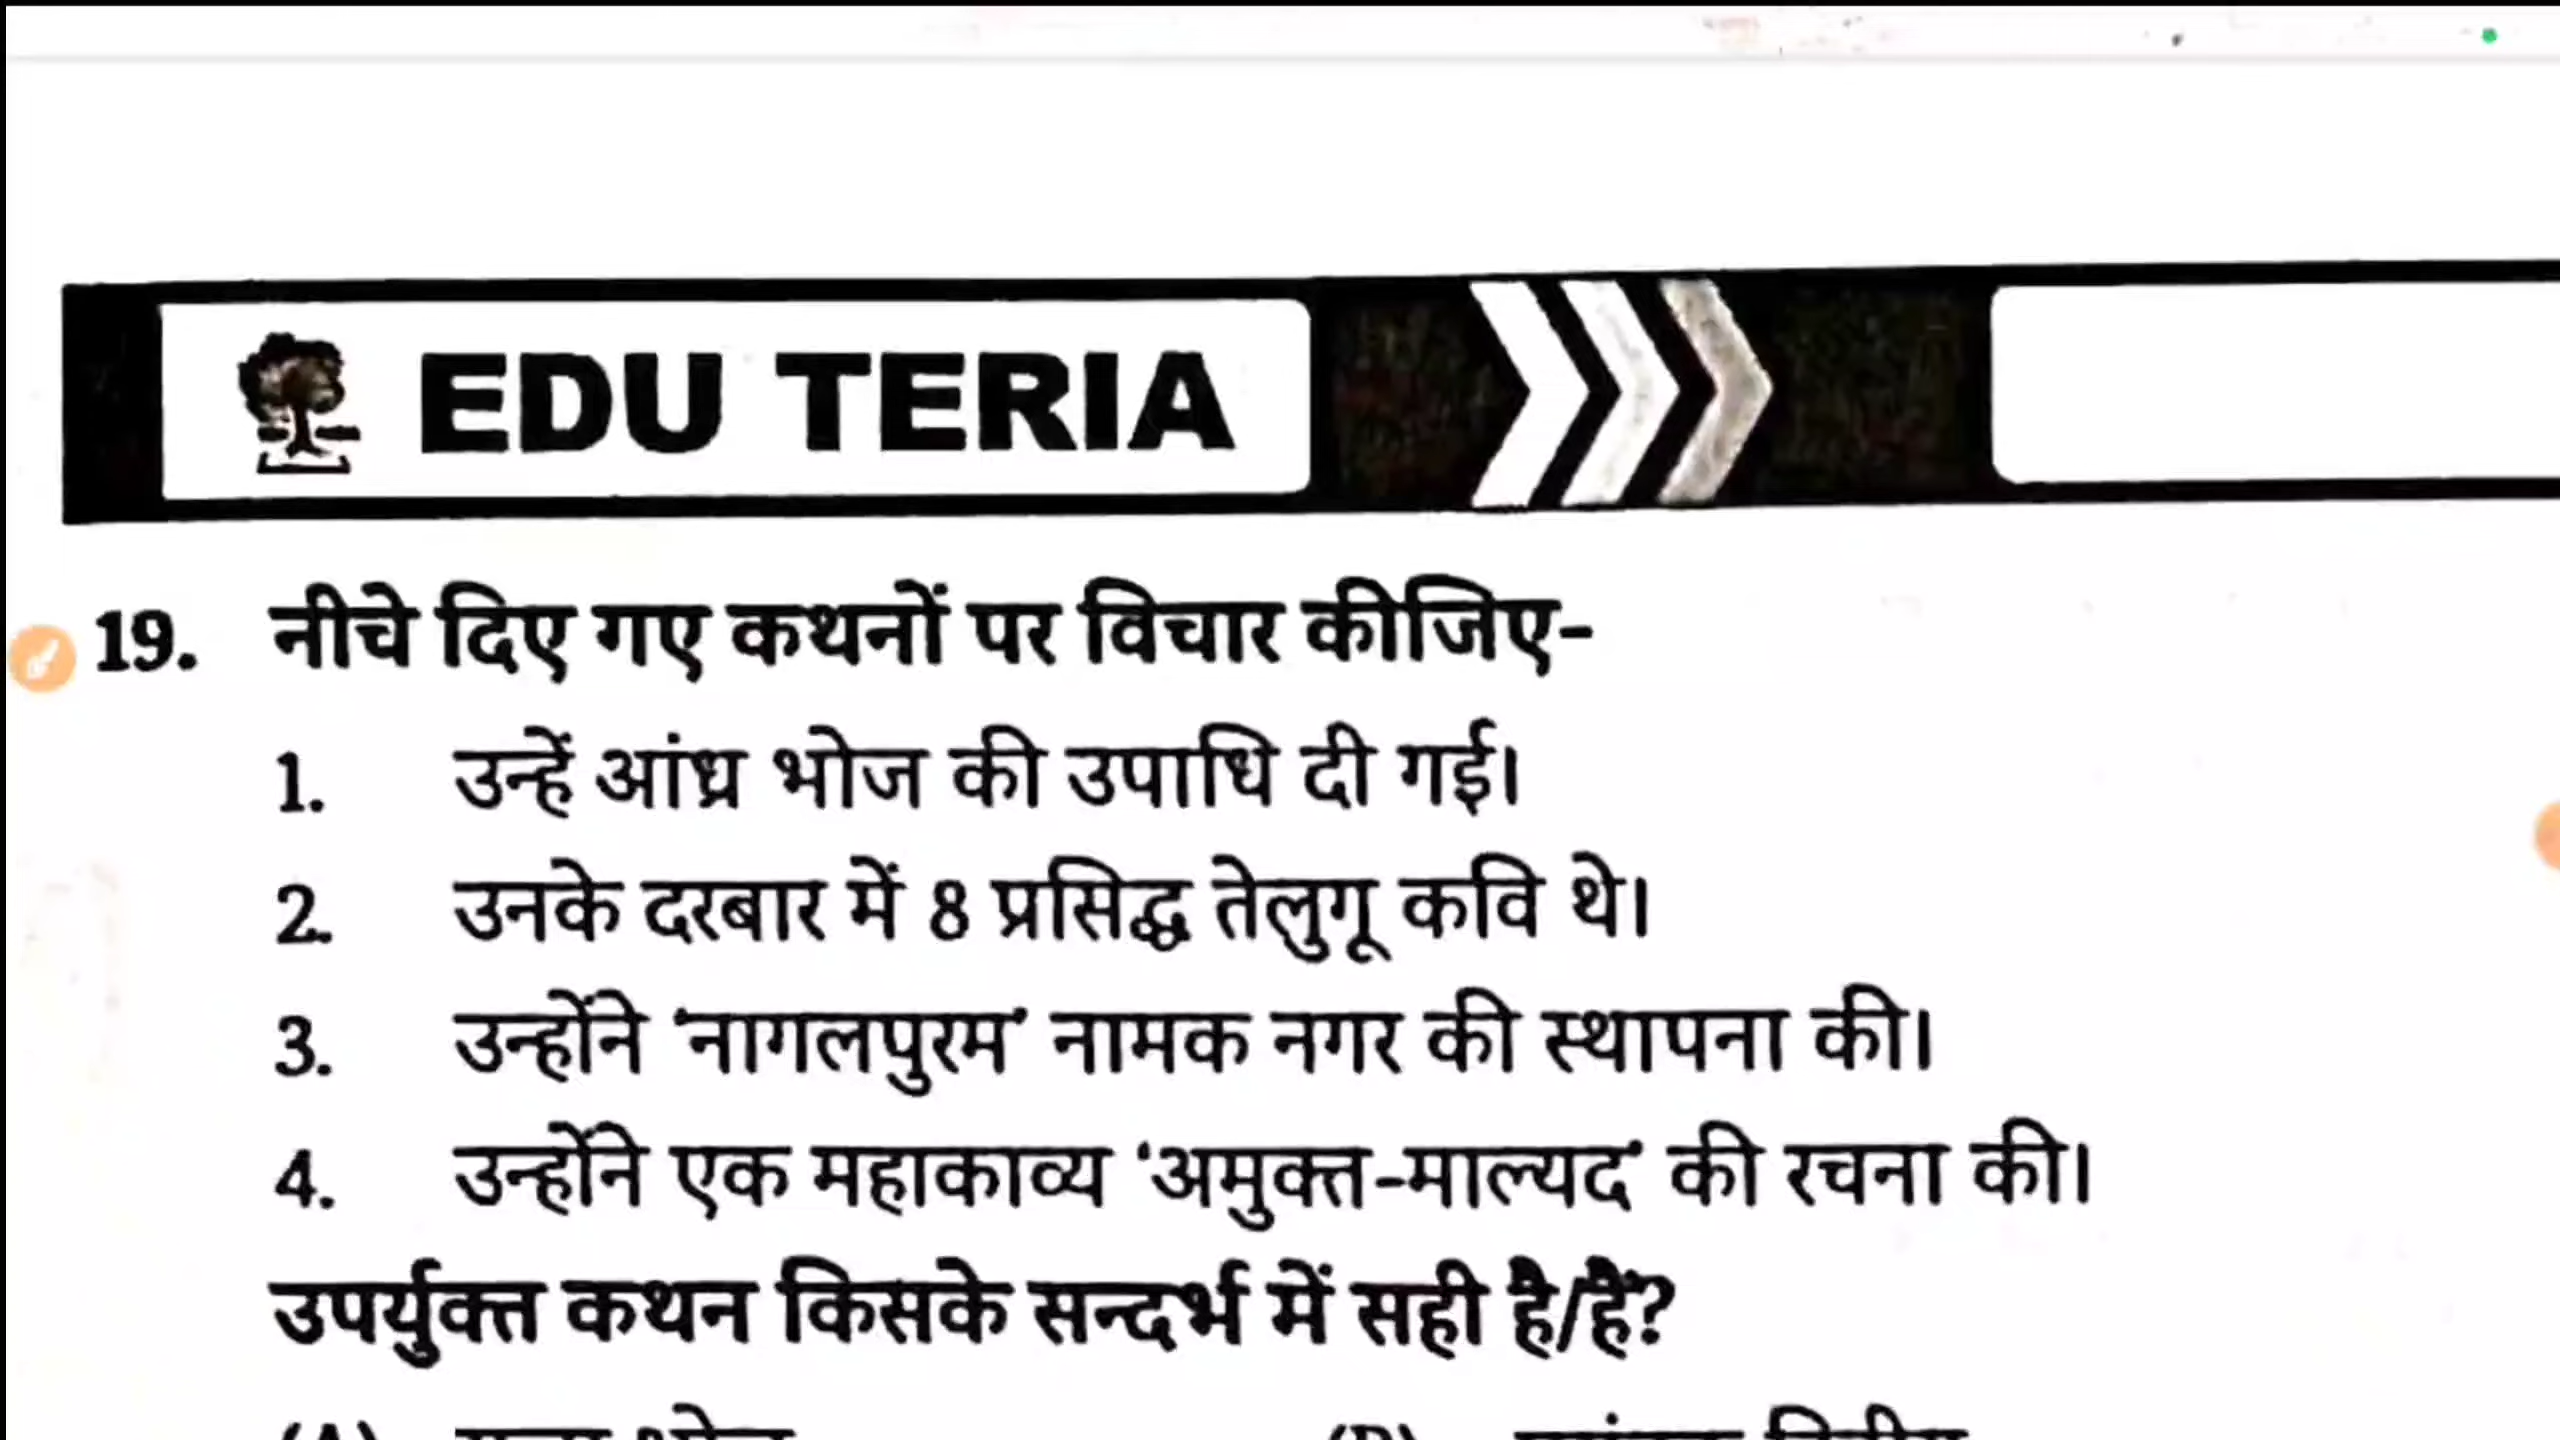 EDU TERIA
19. नीचे दिए गए कथनों पर विचार कीजिए-
1. उन्हें आंध्र भोज की उपाधि दी गई।
2. उनके दरबार में 8 प्रसिद्ध तेलुगू कवि थे।
3. उन्होंने 'नागलपुरम' नामक नगर की स्थापना की।
4. उन्होंने एक महाकाव्य 'अमुक्त-माल्यद' की रचना की।
उपर्युक्त कथन किसके सन्दर्भ में सही है/हैं?